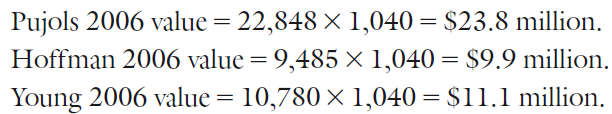 Pujols 2006 value = 22,848 × 1,040 = $23.8 million.
Hoffman 2006 value = 9,485 × 1,040 = $9.9 million.
Young 2006 value = 10,780 × 1,040 = $11.1 million.